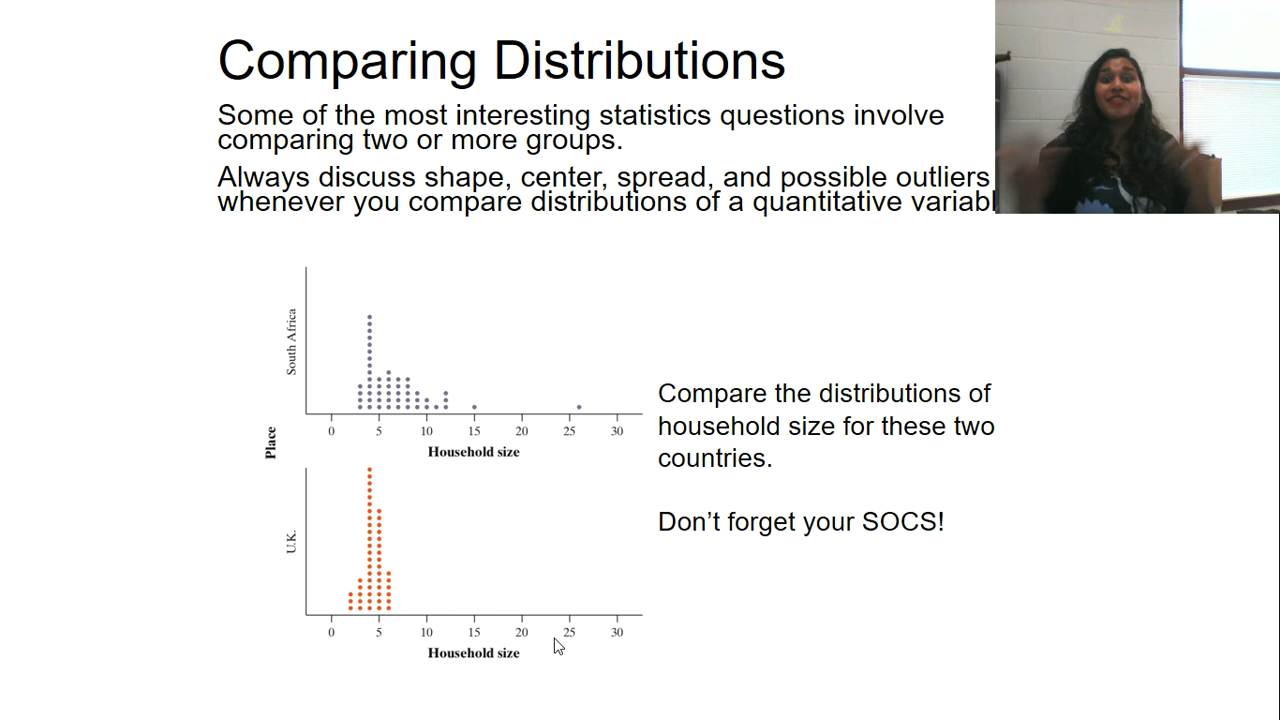 Comparing Distributions
Some of the most interesting statistics questions involve
comparing two or more groups.
Always discuss shape, center, spread, and possible outliers
whenever you compare distributions of a quantitative
Place
South Africa
0 5 10 15 20 25 30
Household size
U.K.
0 5 10 15 20 25 30
Household size
Compare the distributions of
household size for these two
countries.
Don’t forget your SOCS!